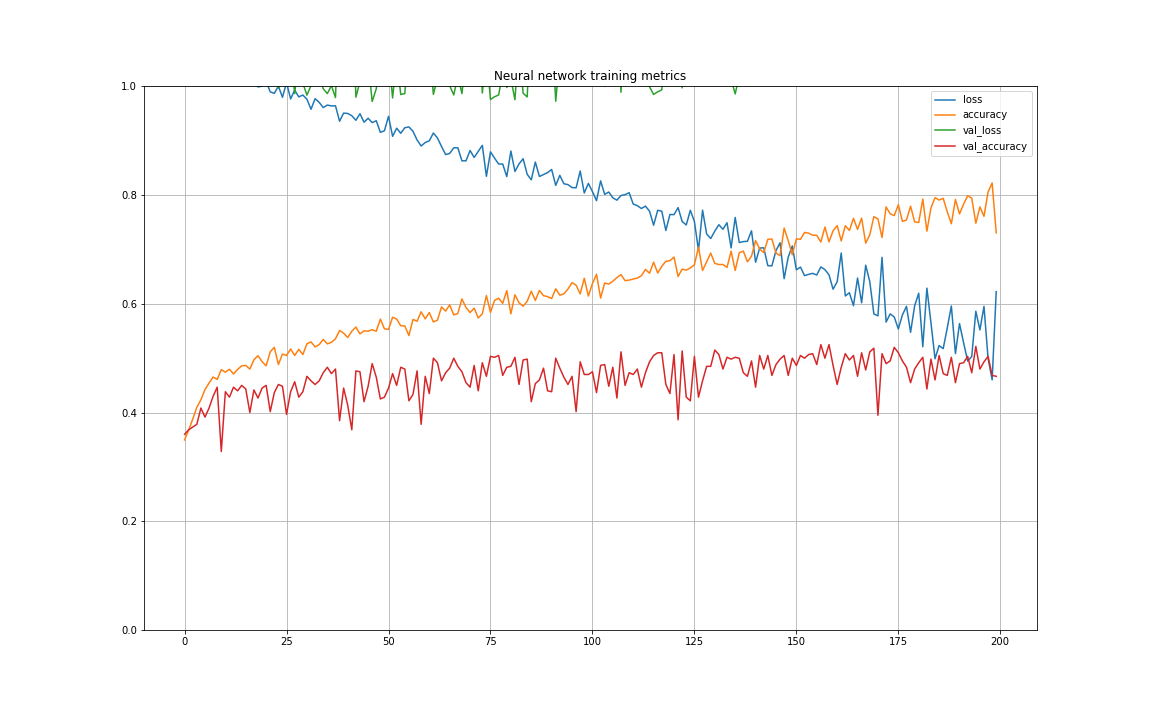 Neural network training metrics
1.0
0.8
0.6
0.4
0.2
0.0
loss
accuracy
val_loss
val_accuracy
0 25 50 75 100 125 150 175 200